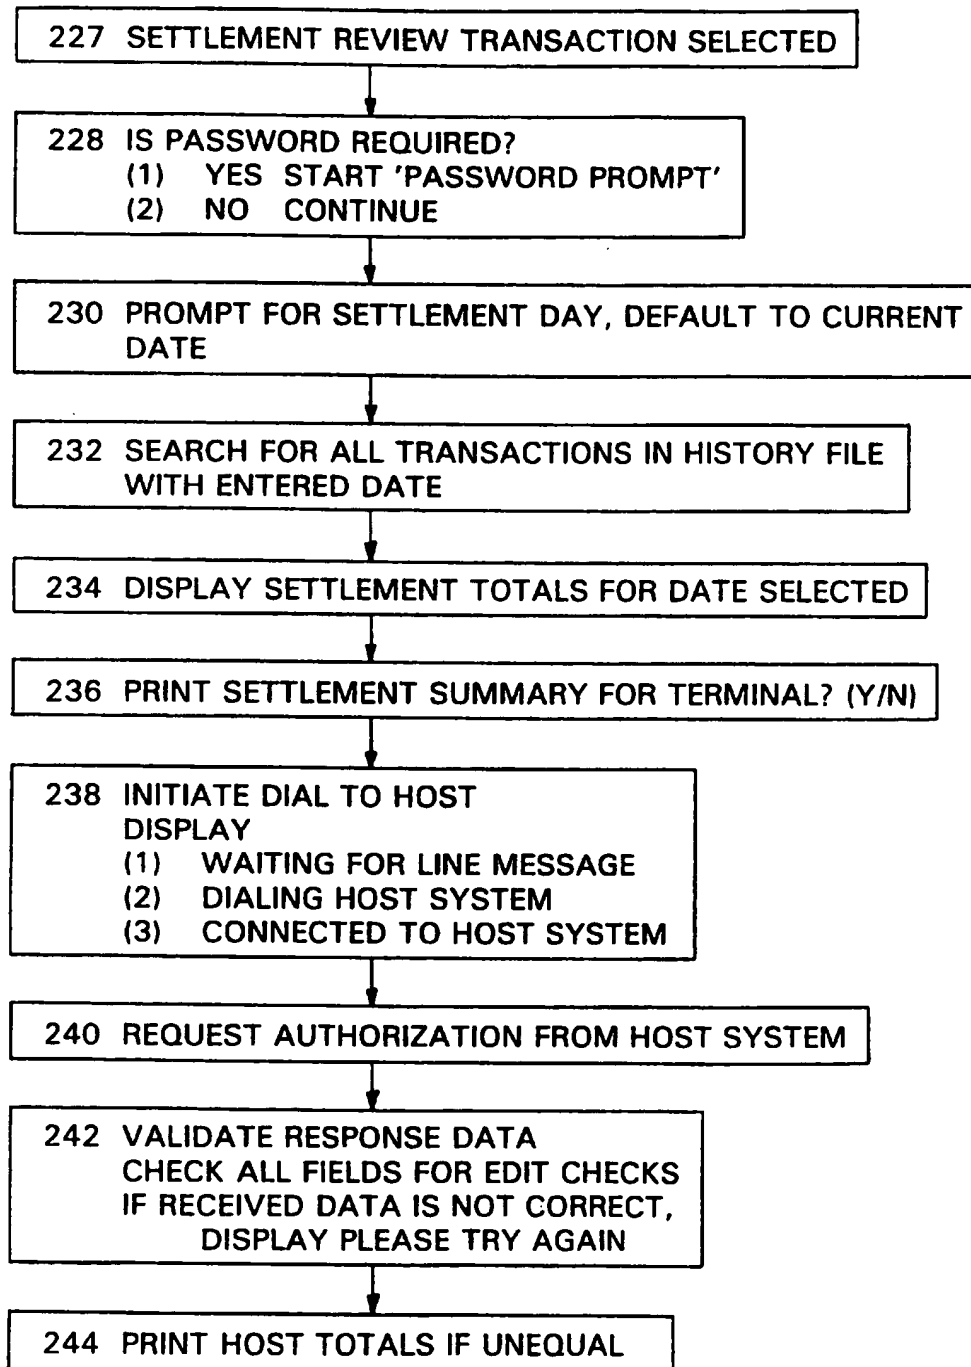 227 SETTLEMENT REVIEW TRANSACTION SELECTED
228 IS PASSWORD REQUIRED?
(1) YES START 'PASSWORD PROMPT'
(2) NO CONTINUE
230 PROMPT FOR SETTLEMENT DAY, DEFAULT TO CURRENT
DATE
232 SEARCH FOR ALL TRANSACTIONS IN HISTORY FILE
WITH ENTERED DATE
234 DISPLAY SETTLEMENT TOTALS FOR DATE SELECTED
236 PRINT SETTLEMENT SUMMARY FOR TERMINAL? (Y/N)
238 INITIATE DIAL TO HOST
DISPLAY
(1) WAITING FOR LINE MESSAGE
(2) DIALING HOST SYSTEM
(3) CONNECTED TO HOST SYSTEM
240 REQUEST AUTHORIZATION FROM HOST SYSTEM
242 VALIDATE RESPONSE DATA
CHECK ALL FIELDS FOR EDIT CHECKS
IF RECEIVED DATA IS NOT CORRECT,
DISPLAY PLEASE TRY AGAIN
244 PRINT HOST TOTALS IF UNEQUAL